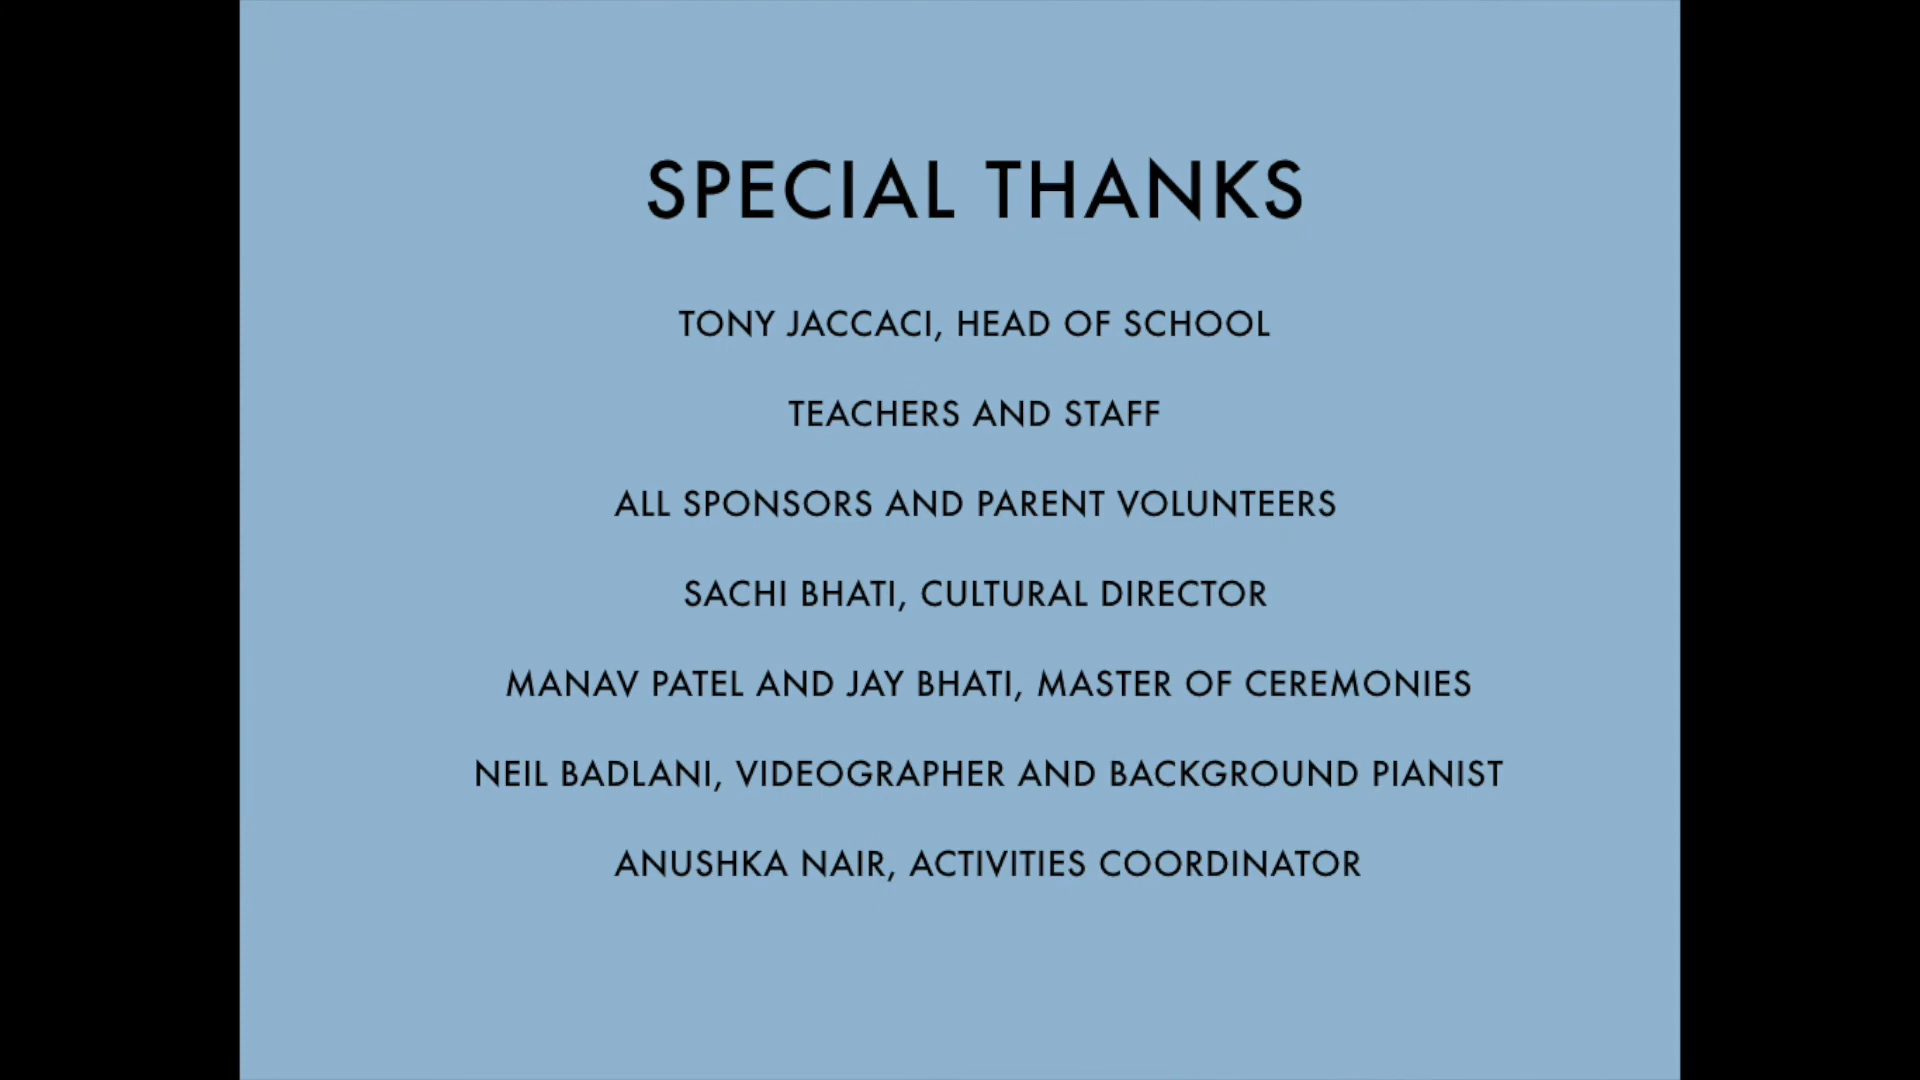 SPECIAL THANKS
TONY JACCACI, HEAD OF SCHOOL
TEACHERS AND STAFF
ALL SPONSORS AND PARENT VOLUNTEERS
SACHI BHATI, CULTURAL DIRECTOR
MANAV PATEL AND JAY BHATI, MASTER OF CEREMONIES
NEIL BADLANI, VIDEOGRAPHER AND BACKGROUND PIANIST
ANUSHKA NAIR, ACTIVITIES COORDINATOR